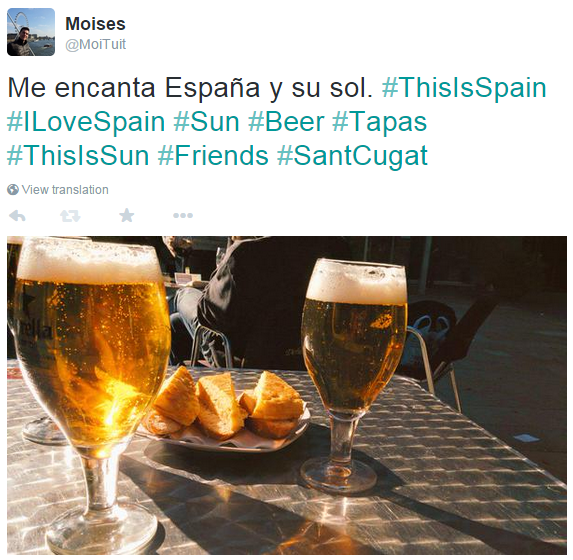 Moises
@MoiTuit
Me encanta España y su sol. #ThisIsSpain
#ILoveSpain #Sun #Beer #Tapas
#ThisIsSun #Friends #SantCugat
View translation